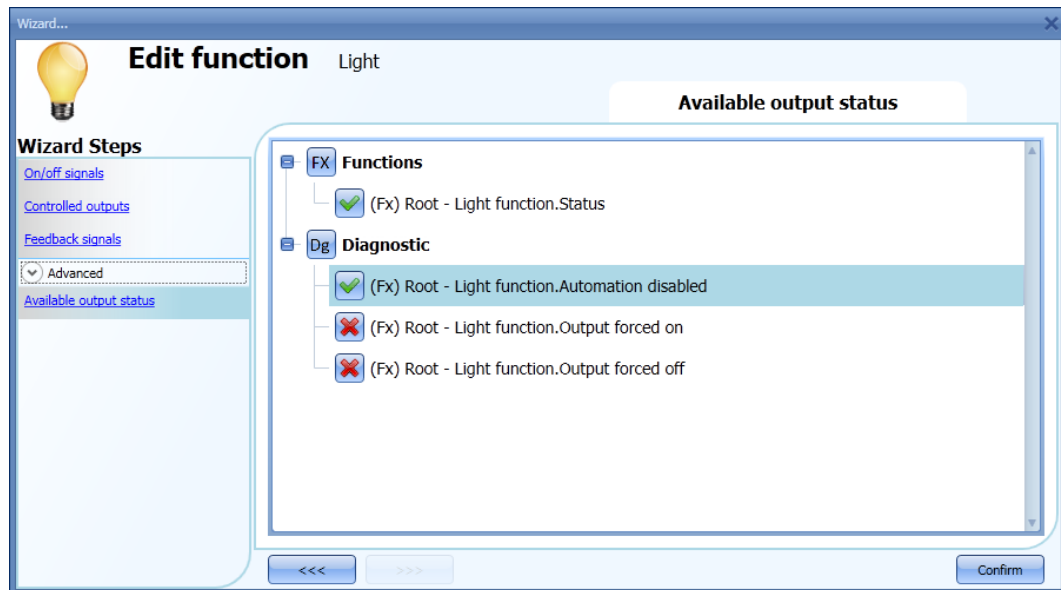 Wizard...
Edit function Light
Available output status
Wizard Steps
On/off signals
Controlled outputs
Feedback signals
Advanced
Available output status
FX Functions
(Fx) Root - Light function.Status
Dg Diagnostic
(Fx) Root - Light function.Automation disabled
(Fx) Root - Light function.Output forced on
(Fx) Root - Light function.Output forced off
<<< >>> Confirm